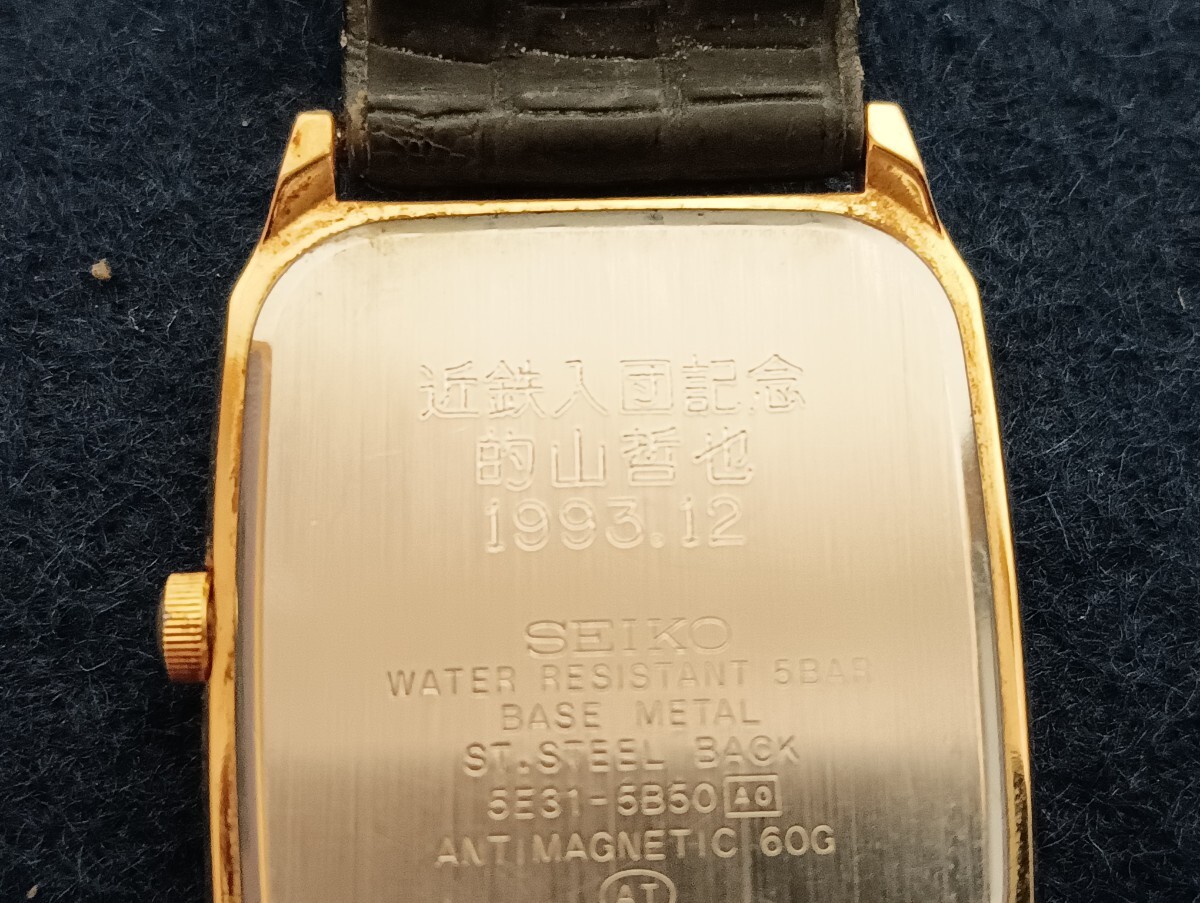 近鉄入団記念
的山哲也
1993.12
SEIKO
WATER RESISTANT 5BAR
BASE METAL
ST.STEEL BACK
5E31-5B50 A0
ANTIMAGNETIC 60G
AT